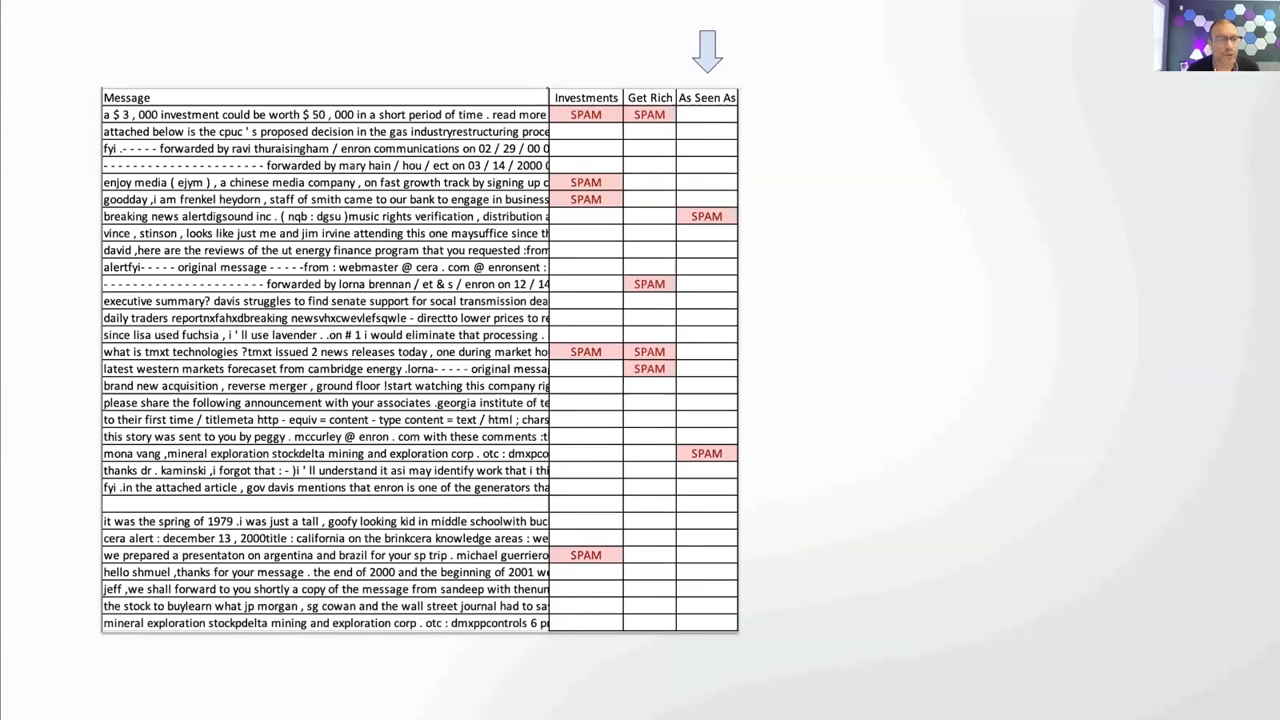 Message Investments Get Rich As Seen As
a $ 3 , 000 investment could be worth $ 50 , 000 in a short period of time . read more SPAM SPAM
attached below is the cpuc ' s proposed decision in the gas industryrestructuring proce
fyi .- - - - - forwarded by ravi thuraisingham / enron communications on 02 / 29 / 00 0
- - - - - - - - - - - - - - - - - - - - - - forwarded by mary hain / hou / ect on 03 / 14 / 2000 0
enjoy media ( ejym ) , a chinese media company , on fast growth track by signing up c SPAM
goodday ,i am frenkel heydorn , staff of smith came to our bank to engage in business SPAM
breaking news alertdigsound inc . ( nqb : dgsu )music rights verification , distribution a SPAM
vince , stinson , looks like just me and jim irvine attending this one maysuffice since th
david ,here are the reviews of the ut energy finance program that you requested :from
alertfyi- - - - - original message - - - - -from : webmaster @ cera . com @ enronsent :
- - - - - - - - - - - - - - - - - - - - - - forwarded by lorna brennan / et & s / enron on 12 / 14 SPAM
executive summary? davis struggles to find senate support for socal transmission dea
daily traders reportnxfahxdbreaking newsvhxcwevlefsqwle - directto lower prices to re
since lisa used fuchsia , i ' ll use lavender . .on # 1 i would eliminate that processing .
what is tmxt technologies ?tmxt issued 2 news releases today , one during market ho SPAM SPAM
latest western markets forecaset from cambridge energy .lorna- - - - - original messa SPAM
brand new acquisition , reverse merger , ground floor !start watching this company rig
please share the following announcement with your associates .georgia institute of te
to their first time / titlemeta http - equiv = content - type content = text / html ; chars
this story was sent to you by peggy . mccurley @ enron . com with these comments :t
mona vang ,mineral exploration stockdelta mining and exploration corp . otc : dmxpco SPAM
thanks dr . kaminski ,i forgot that : - )i ' ll understand it asi may identify work that i thi
fyi .in the attached article , gov davis mentions that enron is one of the generators tha
it was the spring of 1979 .i was just a tall , goofy looking kid in middle schoolwith buc
cera alert : december 13 , 2000title : california on the brinkcera knowledge areas : we
we prepared a presentaton on argentina and brazil for your sp trip . michael guerriero SPAM
hello shmuel ,thanks for your message . the end of 2000 and the beginning of 2001 we
jeff ,we shall forward to you shortly a copy of the message from sandeep with thenun
the stock to buylearn what jp morgan , sg cowan and the wall street journal had to sa
mineral exploration stockpdelta mining and exploration corp . otc : dmxppcontrols 6 p